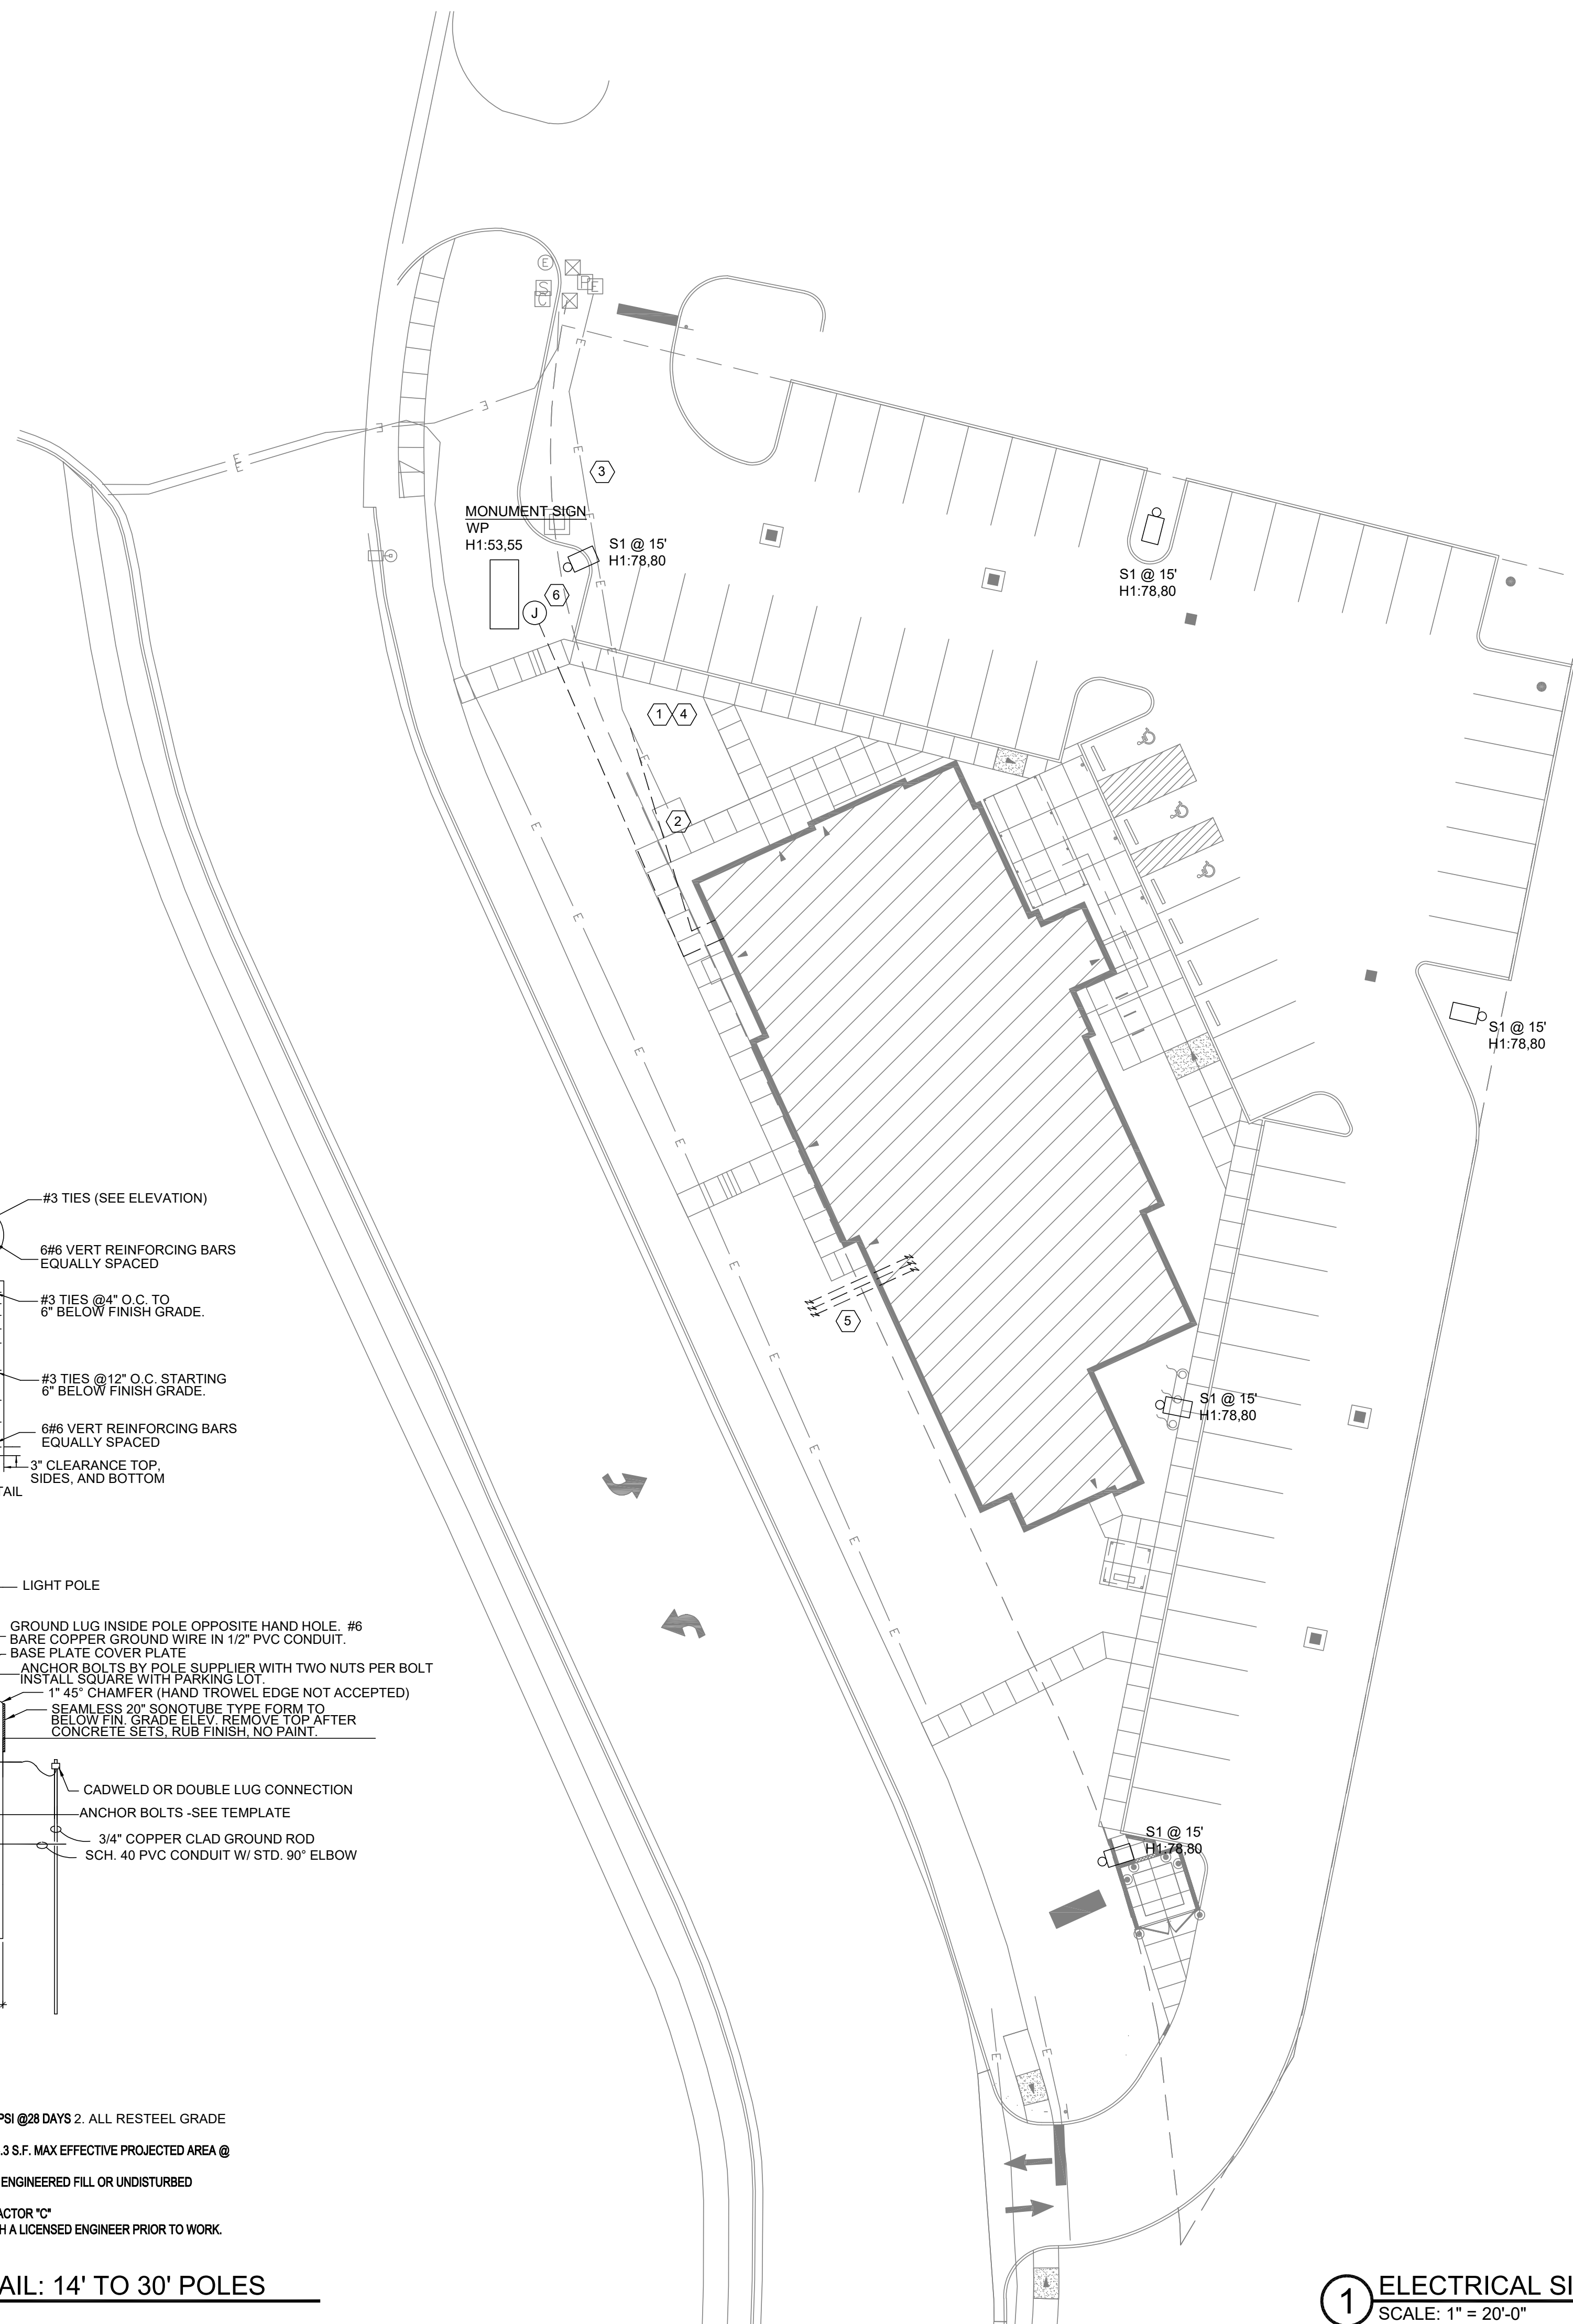 E
S
C
P
E
E
E
E
E
E
E
3
MONUMENT SIGN
WP
H1:53,55
E
S1 @ 15'
H1:78,80
E
6
J
S1 @ 15'
H1:78,80
E
1
4
E
2
E
E
S1 @ 15'
H1:78,80
E
E
E
5
E
E
S1 @ 15'
H1:78,80
E
E
S1 @ 15'
H1:78,80
E
E
#3 TIES (SEE ELEVATION)
6#6 VERT REINFORCING BARS
EQUALLY SPACED
#3 TIES @4" O.C. TO
6" BELOW FINISH GRADE.
#3 TIES @12" O.C. STARTING
6" BELOW FINISH GRADE.
6#6 VERT REINFORCING BARS
EQUALLY SPACED
3" CLEARANCE TOP,
SIDES, AND BOTTOM
TAIL
LIGHT POLE
GROUND LUG INSIDE POLE OPPOSITE HAND HOLE. #6
BARE COPPER GROUND WIRE IN 1/2" PVC CONDUIT.
BASE PLATE COVER PLATE
ANCHOR BOLTS BY POLE SUPPLIER WITH TWO NUTS PER BOLT
INSTALL SQUARE WITH PARKING LOT.
1" 45° CHAMFER (HAND TROWEL EDGE NOT ACCEPTED)
SEAMLESS 20" SONOTUBE TYPE FORM TO
BELOW FIN. GRADE ELEV. REMOVE TOP AFTER
CONCRETE SETS, RUB FINISH, NO PAINT.
CADWELD OR DOUBLE LUG CONNECTION
ANCHOR BOLTS -SEE TEMPLATE
3/4" COPPER CLAD GROUND ROD
SCH. 40 PVC CONDUIT W/ STD. 90° ELBOW
PSI @28 DAYS 2. ALL RESTEEL GRADE
.3 S.F. MAX EFFECTIVE PROJECTED AREA @
ENGINEERED FILL OR UNDISTURBED
ACTOR "C"
H A LICENSED ENGINEER PRIOR TO WORK.
AIL: 14' TO 30' POLES
1
ELECTRICAL SI
SCALE: 1" = 20'-0"